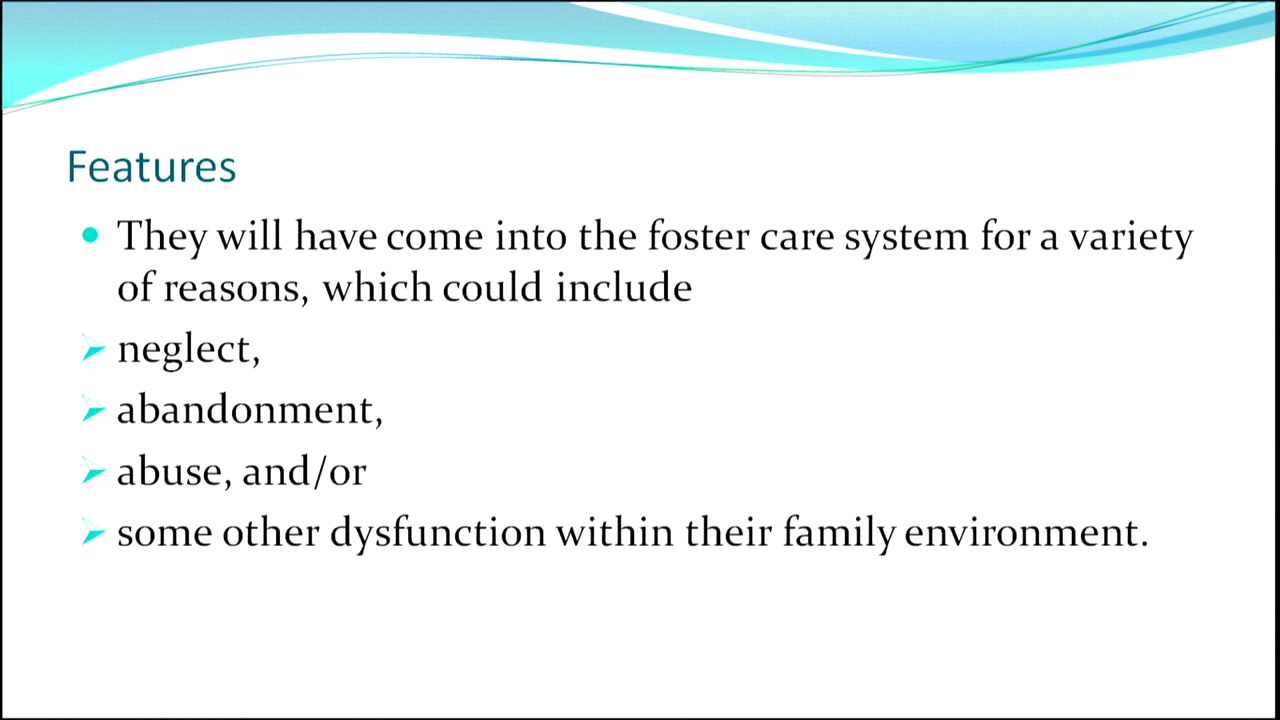 Features
They will have come into the foster care system for a variety
of reasons, which could include
neglect,
abandonment,
abuse, and/or
some other dysfunction within their family environment.